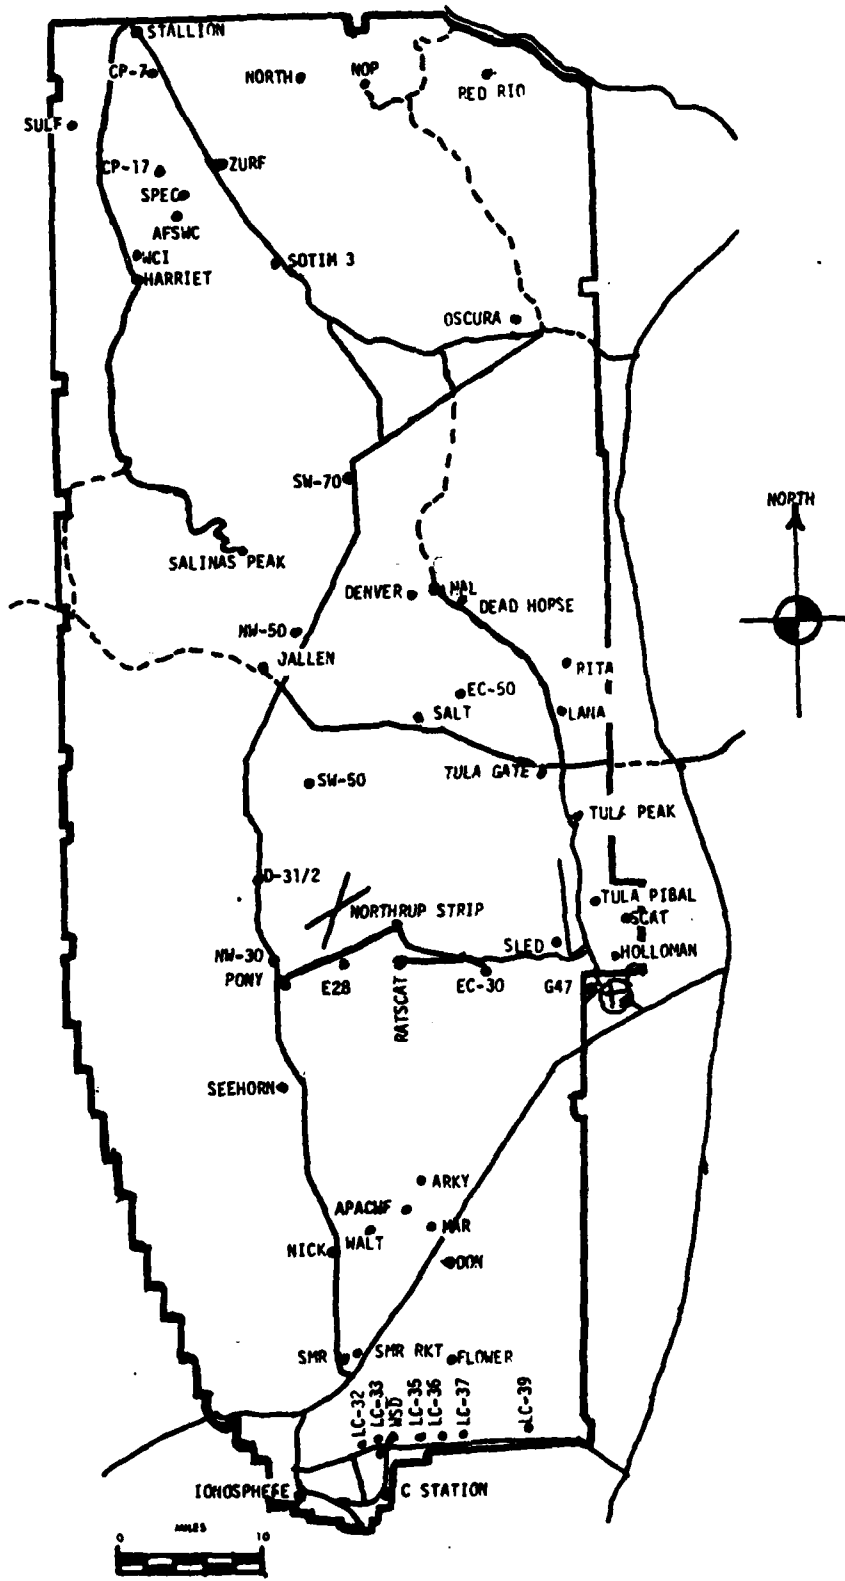 STALLION
CP-7
NORTH
NOP
RED RIO
SULF
CP-17
ZURF
SPEC
AFSWC
WCI
HARRIET
SOTIM 3
OSCURA
SW-70
NORTH
SALINAS PEAK
DENVER
MAL
DEAD HORSE
NW-50
JALLEN
RITA
EC-50
SALT
LANA
TULA GATE
SW-50
TULA PEAK
D-31/2
NORTHRUP STRIP
TULA PIBAL
SCAT
SLED
HOLLOMAN
NW-30
PONY
E28
RATSCAT
EC-30
G47
SEEHORN
ARKY
APACWF
MAR
WALT
NICK
DON
SMR
SMR RKT
FLOWER
LC-32
LC-33
WSD
LC-35
LC-36
LC-37
LC-39
IONOSPHERE
C STATION
0 MILES 10